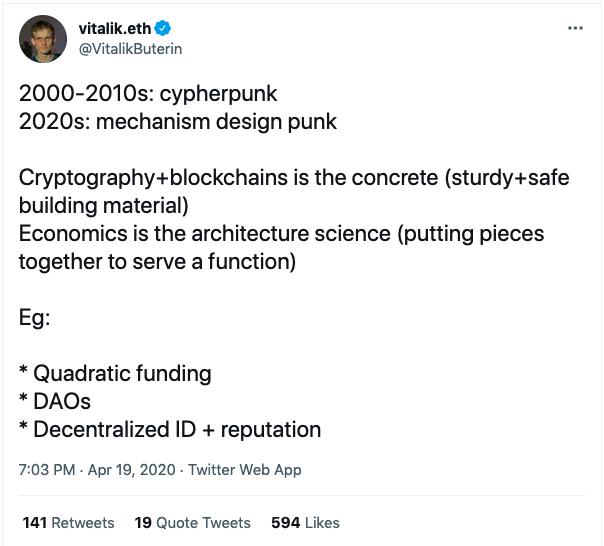 vitalik.eth
@VitalikButerin
2000-2010s: cypherpunk
2020s: mechanism design punk
Cryptography+blockchains is the concrete (sturdy+safe
building material)
Economics is the architecture science (putting pieces
together to serve a function)
Eg:
* Quadratic funding
* DAOs
* Decentralized ID + reputation
7:03 PM · Apr 19, 2020 · Twitter Web App
141 Retweets 19 Quote Tweets 594 Likes